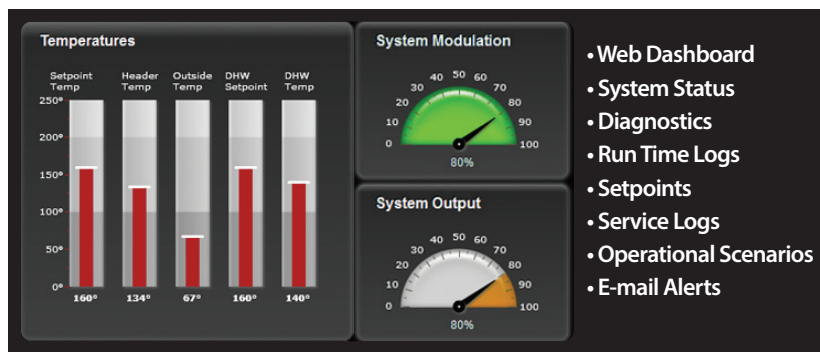 Temperatures
Setpoint Temp
Header Temp
Outside Temp
DHW Setpoint
DHW Temp
250°
200°
150°
100°
50°
0°
160° 134° 67° 160° 140°
System Modulation
0 10 20 30 40 50 60 70 80 90 100
80%
System Output
0 10 20 30 40 50 60 70 80 90 100
80%
• Web Dashboard
• System Status
• Diagnostics
• Run Time Logs
• Setpoints
• Service Logs
• Operational Scenarios
• E-mail Alerts